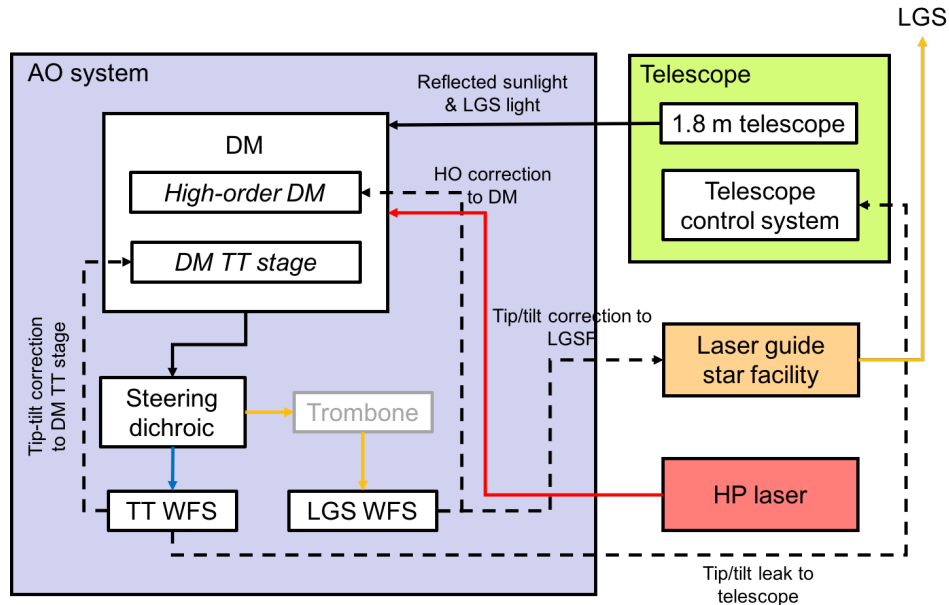 LGS
AO system
Telescope
Reflected sunlight
& LGS light
1.8 m telescope
DM
HO correction
to DM
High-order DM
Telescope
control system
DM TT stage
Tip-tilt correction
to DM TT stage
Tip/tilt correction to
LGSF
Laser guide
star facility
Steering
dichroic
Trombone
HP laser
TT WFS
LGS WFS
Tip/tilt leak to
telescope